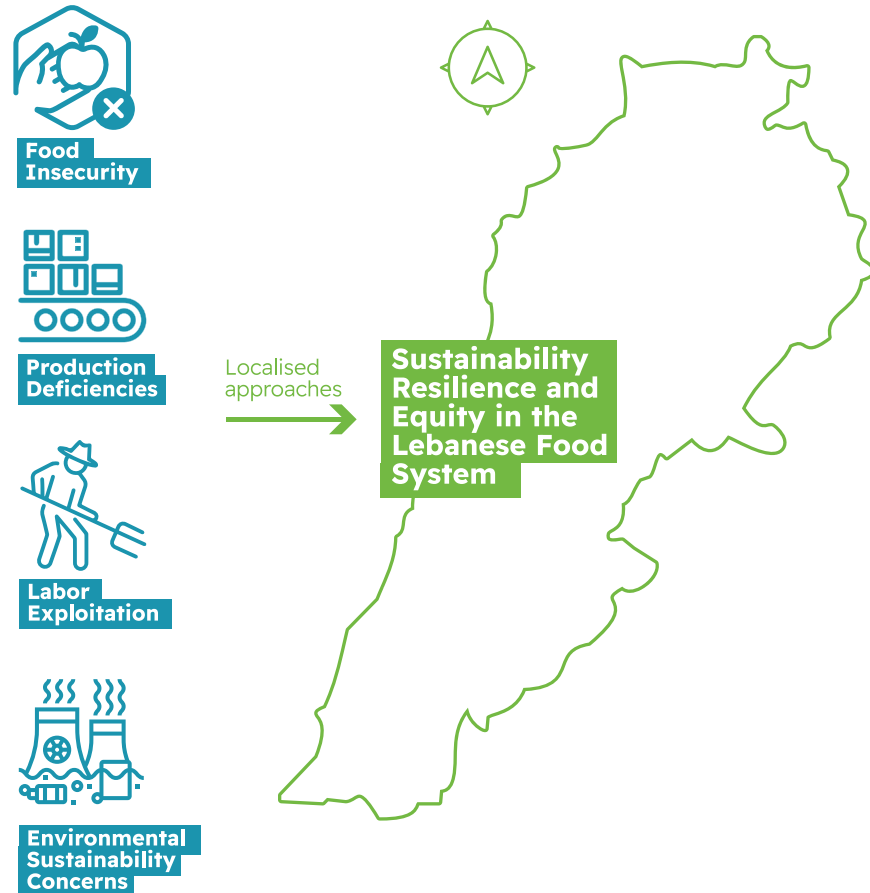 Food
Insecurity
Production
Deficiencies
Labor
Exploitation
Environmental
Sustainability
Concerns
Localised
approaches
Sustainability
Resilience and
Equity in the
Lebanese Food
System